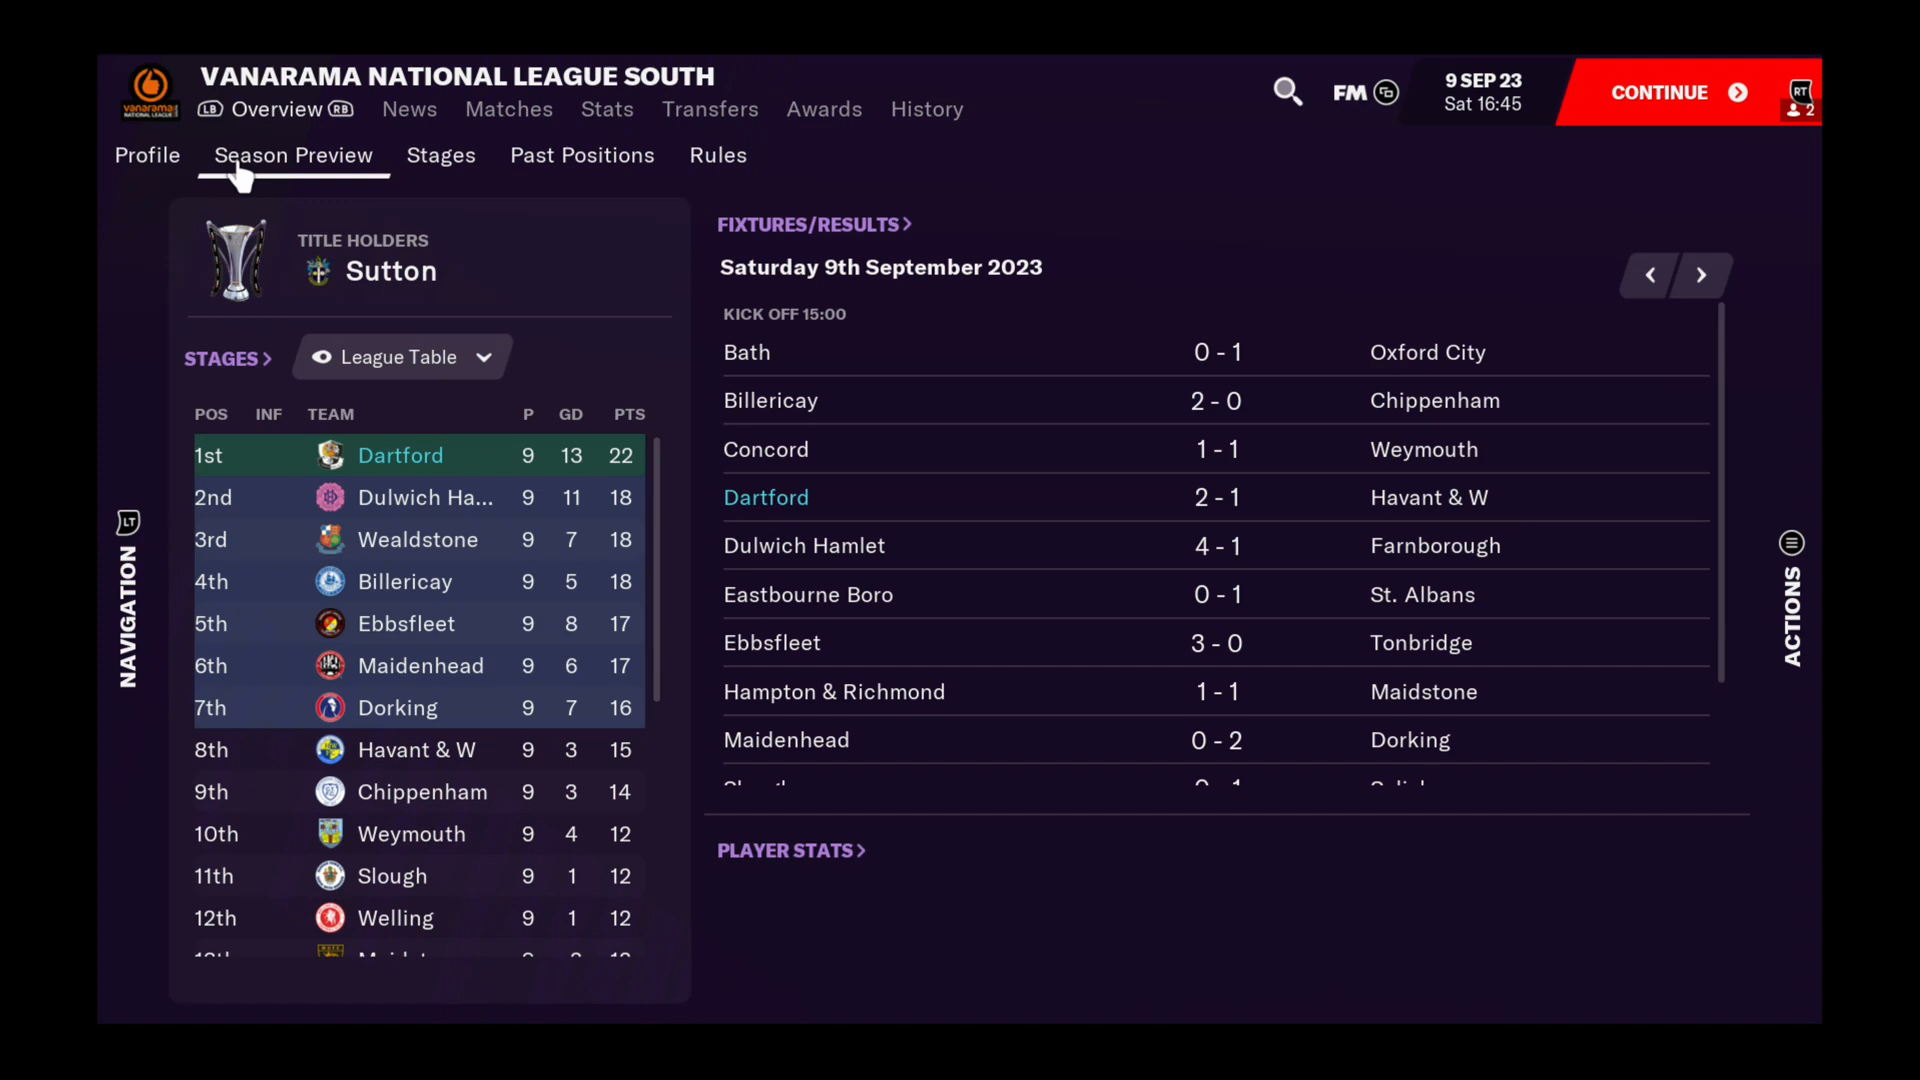 VANARAMA NATIONAL LEAGUE SOUTH
vanarama
NATIONAL LEAGUE
LB Overview RB News Matches Stats Transfers Awards History
FM
9 SEP 23
Sat 16:45
CONTINUE
RT
2
Profile Season Preview Stages Past Positions Rules
TITLE HOLDERS
Sutton
STAGES League Table
POS INF TEAM P GD PTS
1st Dartford 9 13 22
2nd Dulwich Ha... 9 11 18
3rd Wealdstone 9 7 18
4th Billericay 9 5 18
5th Ebbsfleet 9 8 17
6th Maidenhead 9 6 17
7th Dorking 9 7 16
8th Havant & W 9 3 15
9th Chippenham 9 3 14
10th Weymouth 9 4 12
11th Slough 9 1 12
12th Welling 9 1 12
FIXTURES/RESULTS
Saturday 9th September 2023
KICK OFF 15:00
Bath 0 - 1 Oxford City
Billericay 2 - 0 Chippenham
Concord 1 - 1 Weymouth
Dartford 2 - 1 Havant & W
Dulwich Hamlet 4 - 1 Farnborough
Eastbourne Boro 0 - 1 St. Albans
Ebbsfleet 3 - 0 Tonbridge
Hampton & Richmond 1 - 1 Maidstone
Maidenhead 0 - 2 Dorking
PLAYER STATS
LT
NAVIGATION
ACTIONS